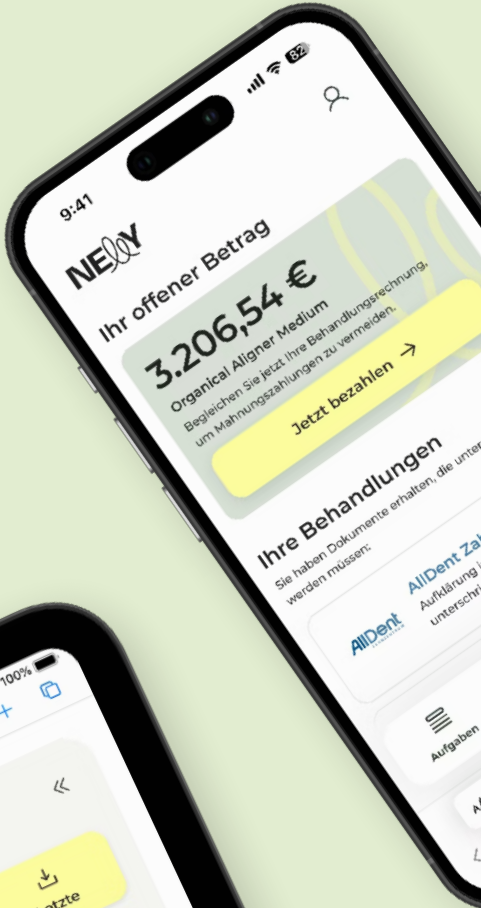 9:41
82
NELLY
Ihr offener Betrag
3.206,54 €
Organical Aligner Medium
Begleichen Sie jetzt Ihre Behandlungsrechnung,
um Mahnungszahlungen zu vermeiden.
Jetzt bezahlen
Ihre Behandlungen
Sie haben Dokumente erhalten, die unter
werden müssen:
AllDent Zah
Aufklärung
unterschri
AllDent
Aufgaben
100%